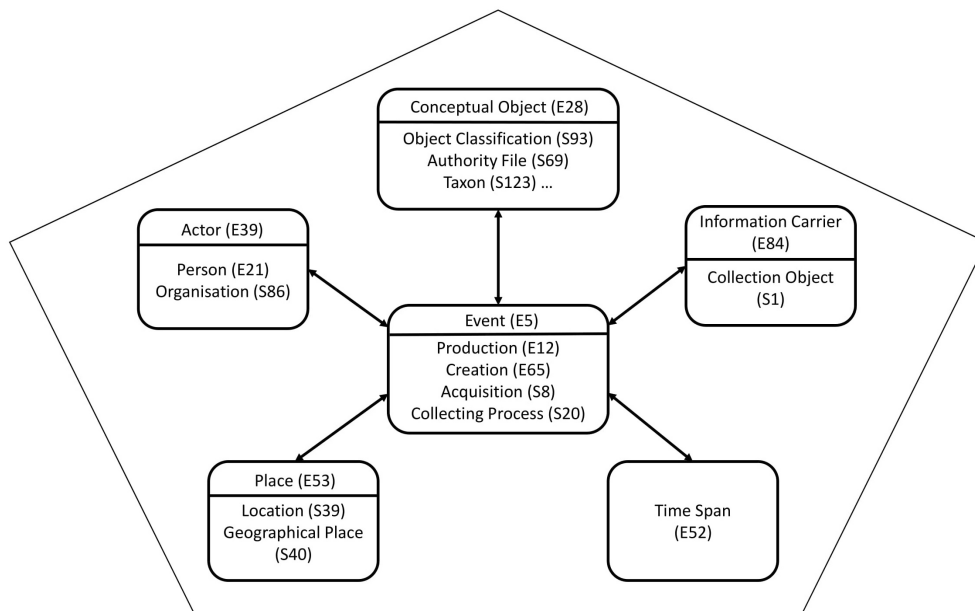 Conceptual Object (E28)
Object Classification (S93)
Authority File (S69)
Taxon (S123) ...
Actor (E39)
Person (E21)
Organisation (S86)
Information Carrier
(E84)
Collection Object
(S1)
Event (E5)
Production (E12)
Creation (E65)
Acquisition (S8)
Collecting Process (S20)
Place (E53)
Location (S39)
Geographical Place
(S40)
Time Span
(E52)